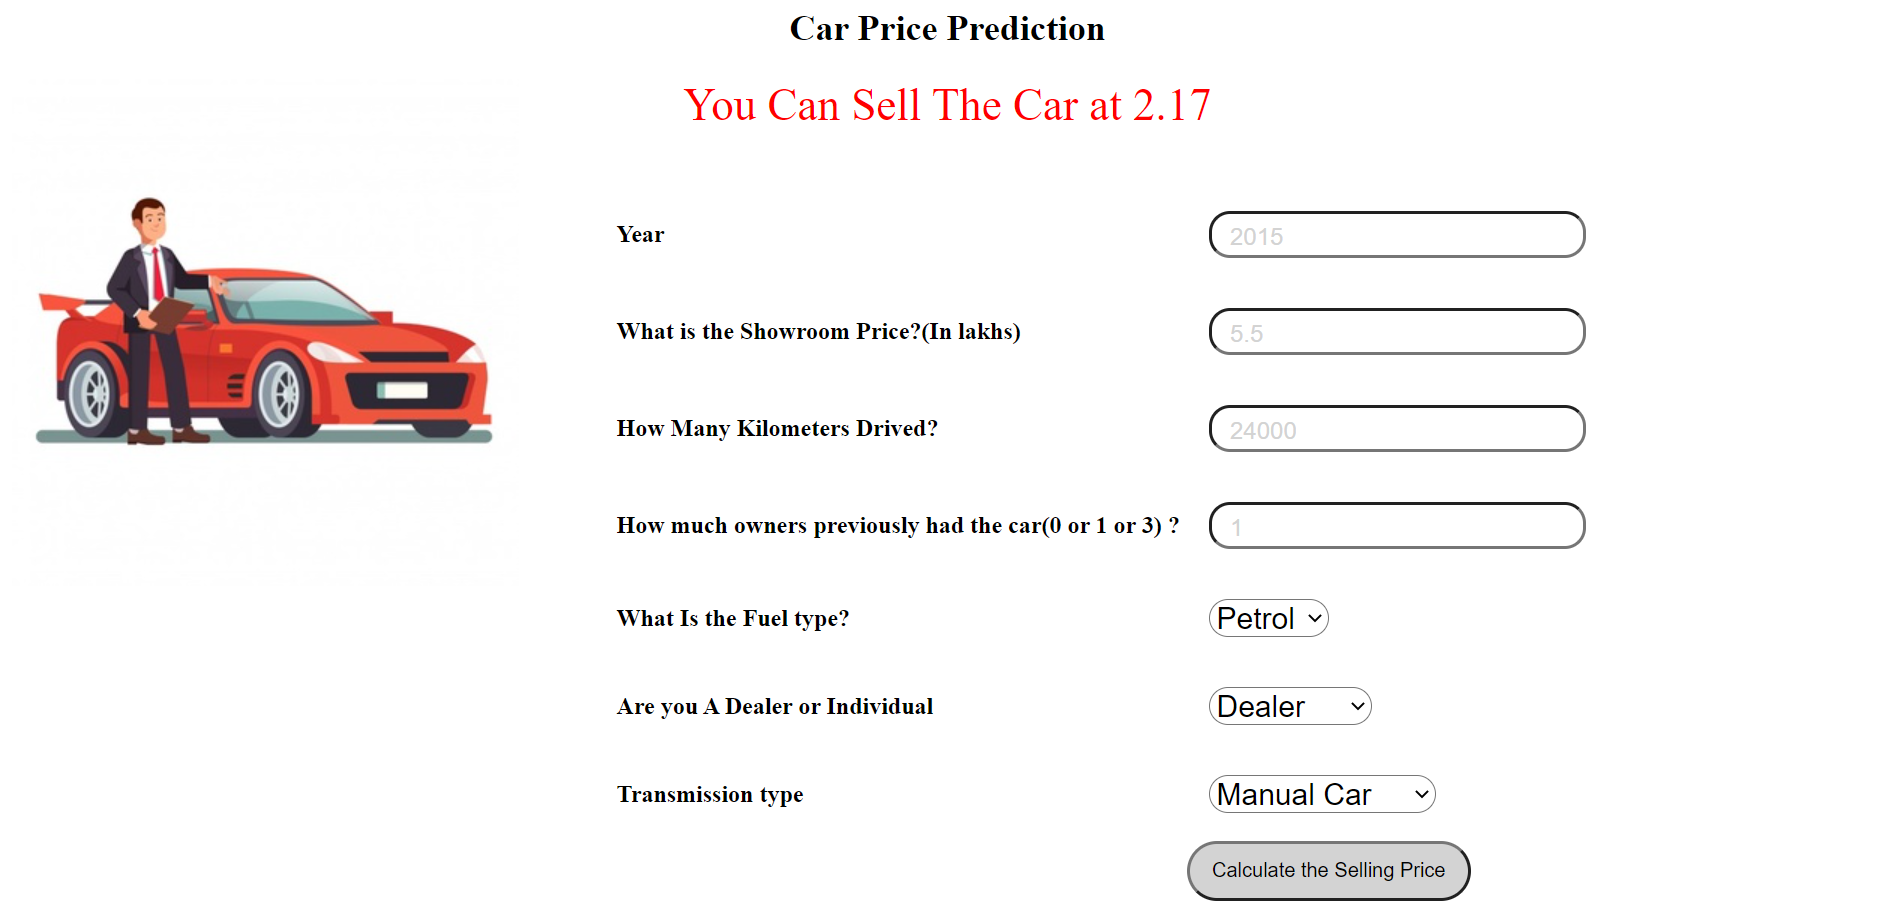 Car Price Prediction
You Can Sell The Car at 2.17
Year
2015
What is the Showroom Price?(In lakhs)
5.5
How Many Kilometers Drived?
24000
How much owners previously had the car(0 or 1 or 3) ?
1
What Is the Fuel type?
Petrol
Are you A Dealer or Individual
Dealer
Transmission type
Manual Car
Calculate the Selling Price